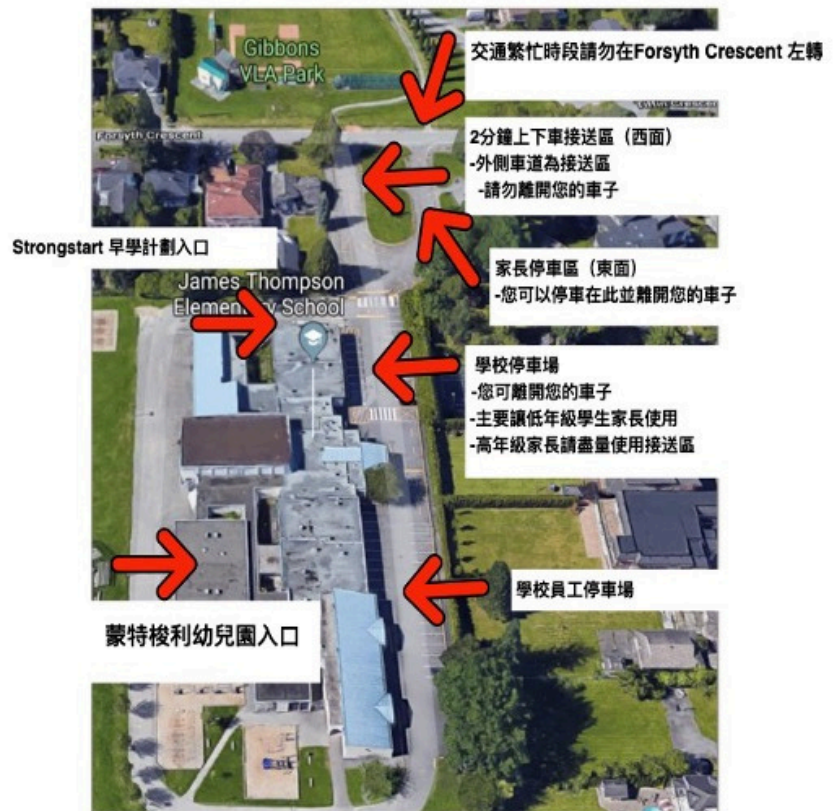 Gibbons
VLA Park
交通繁忙時段請勿在Forsyth Crescent 左轉
Forsyth Crescent
2分鐘上下車接送區（西面）
-外側車道為接送區
-請勿離開您的車子
Strongstart 早學計劃入口
家長停車區（東面）
-您可以停車在此並離開您的車子
James Thompson
Elementary School
學校停車場
-您可離開您的車子
-主要讓低年級學生家長使用
-高年級家長請盡量使用接送區
學校員工停車場
蒙特梭利幼兒園入口